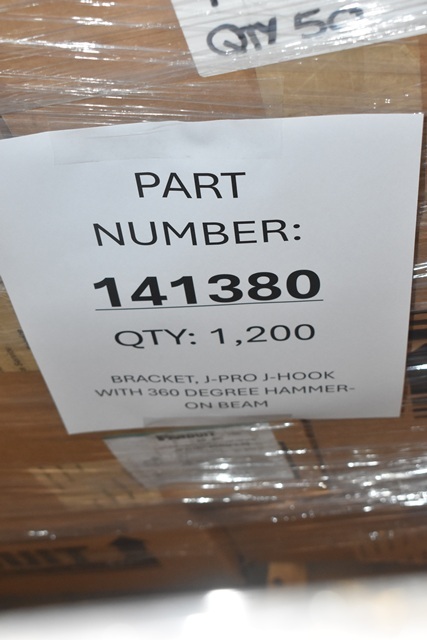 QTY 50
PART
NUMBER:
141380
QTY: 1,200
BRACKET, J-PRO J-HOOK
WITH 360 DEGREE HAMMER-
ON BEAM